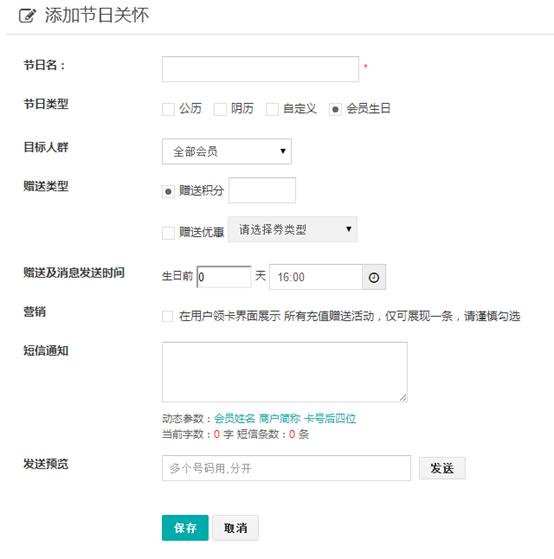 添加节日关怀
节日名： *
节日类型 公历 阴历 自定义 会员生日
目标人群 全部会员
赠送类型 赠送积分
赠送优惠 请选择券类型
赠送及消息发送时间 生日前 0 天 16:00
营销 在用户领卡界面展示 所有充值赠送活动，仅可展现一条，请谨慎勾选
短信通知
动态参数：会员姓名 商户简称 卡号后四位
当前字数：0 字 短信条数：0 条
发送预览 多个号码用,分开 发送
保存 取消